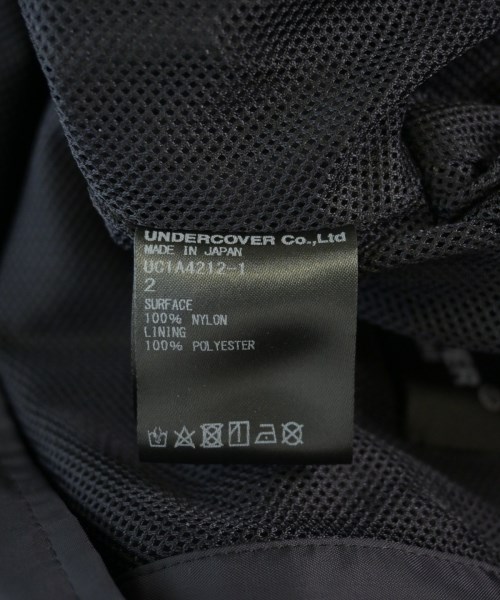 UNDERCOVER Co.,Ltd
MADE IN JAPAN
UC1A4212-1
2
SURFACE
100% NYLON
LINING
100% POLYESTER